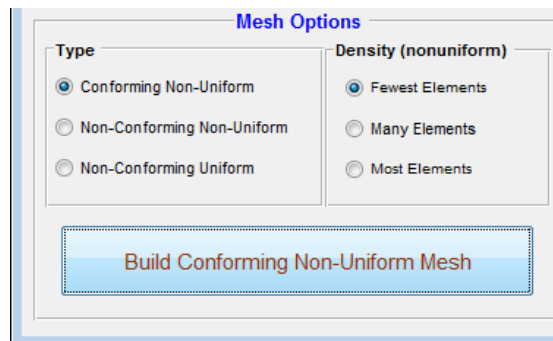 Mesh Options
Type
Conforming Non-Uniform
Non-Conforming Non-Uniform
Non-Conforming Uniform
Density (nonuniform)
Fewest Elements
Many Elements
Most Elements
Build Conforming Non-Uniform Mesh